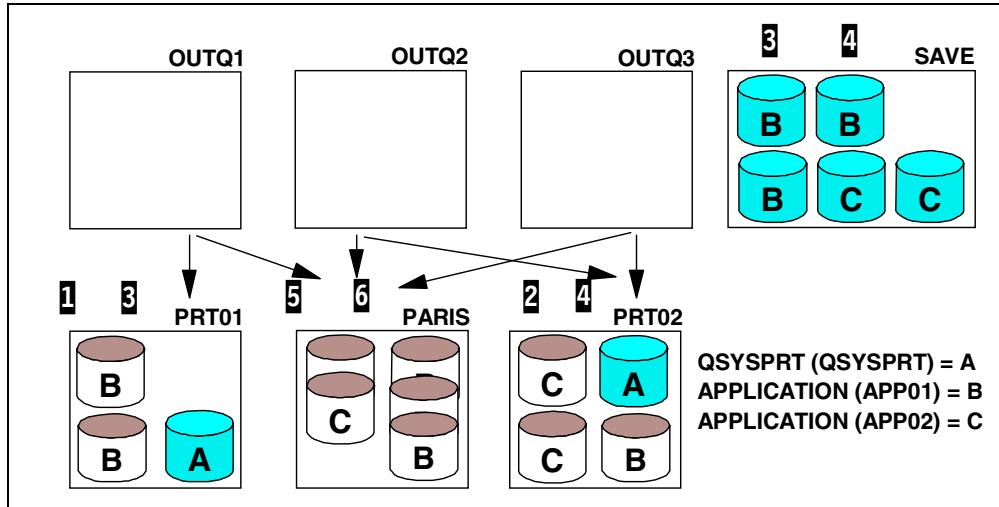 3 4
OUTQ1 OUTQ2 OUTQ3 SAVE
B B
B C C
1 3 5 6 2 4
PRT01 PARIS PRT02
B C C A
B A B C B
QSYSPRT (QSYSPRT) = A
APPLICATION (APP01) = B
APPLICATION (APP02) = C